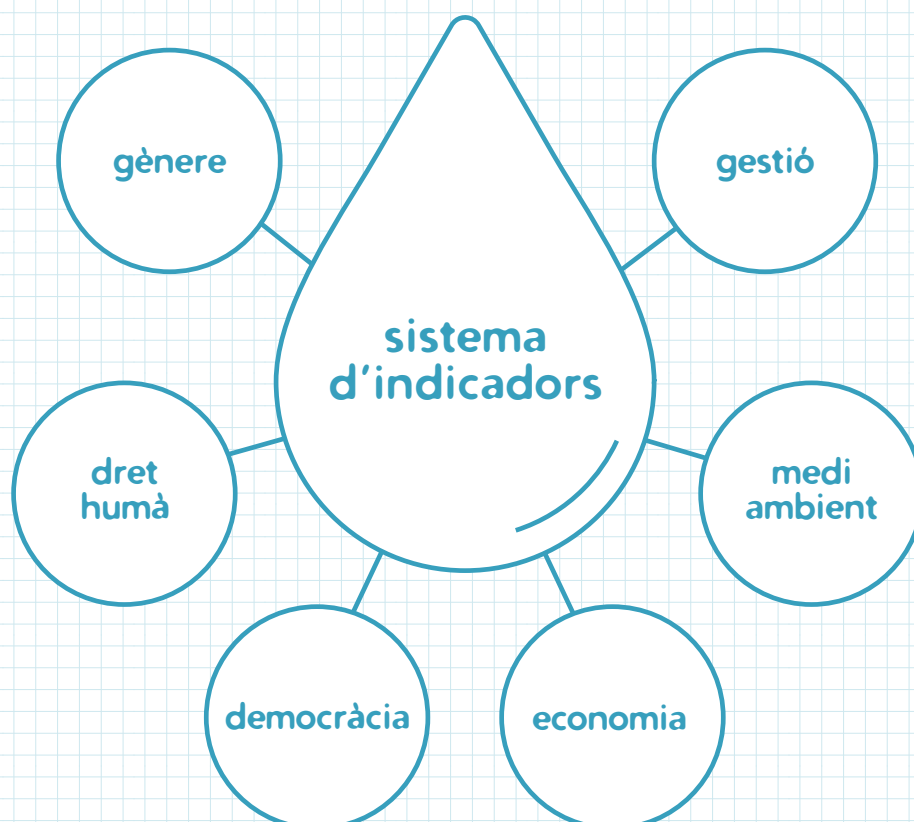 gènere
gestió
sistema
d'indicadors
dret
humà
medi
ambient
democràcia
economia